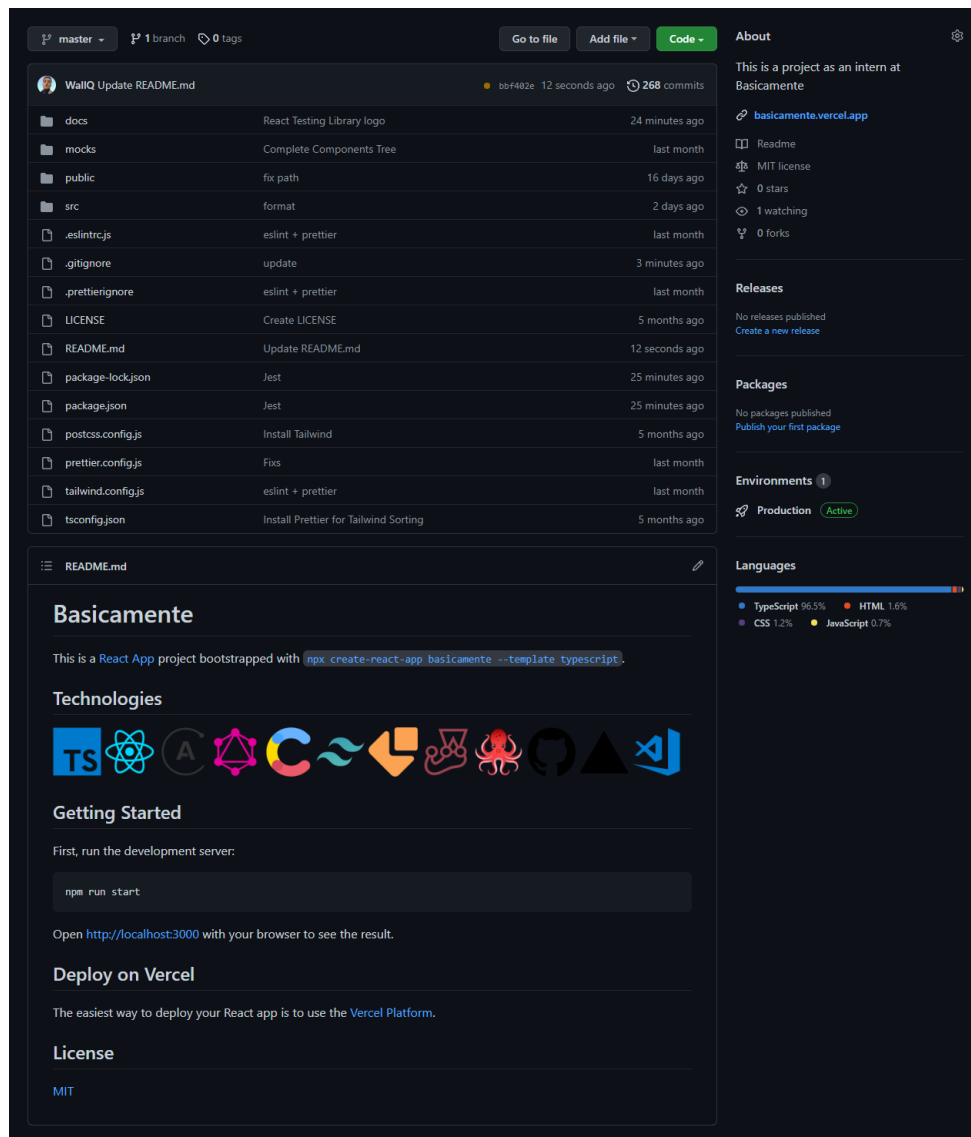 master
1 branch
0 tags
Go to file
Add file
Code
WallQ Update README.md
bbf402e 12 seconds ago
268 commits
docs React Testing Library logo 24 minutes ago
mocks Complete Components Tree last month
public fix path 16 days ago
src format 2 days ago
.eslintrc.js eslint + prettier last month
.gitignore update 3 minutes ago
.prettierignore eslint + prettier last month
LICENSE Create LICENSE 5 months ago
README.md Update README.md 12 seconds ago
package-lock.json Jest 25 minutes ago
package.json Jest 25 minutes ago
postcss.config.js Install Tailwind 5 months ago
prettier.config.js Fixs last month
tailwind.config.js eslint + prettier last month
tsconfig.json Install Prettier for Tailwind Sorting 5 months ago
README.md
Basicamente
This is a React App project bootstrapped with npx create-react-app basicamente --template typescript.
Technologies
TS
A
Getting Started
First, run the development server:
npm run start
Open http://localhost:3000 with your browser to see the result.
Deploy on Vercel
The easiest way to deploy your React app is to use the Vercel Platform.
License
MIT
About
This is a project as an intern at
Basicamente
basicamente.vercel.app
Readme
MIT license
0 stars
1 watching
0 forks
Releases
No releases published
Create a new release
Packages
No packages published
Publish your first package
Environments 1
Production Active
Languages
TypeScript 96.5% HTML 1.6%
CSS 1.2% JavaScript 0.7%